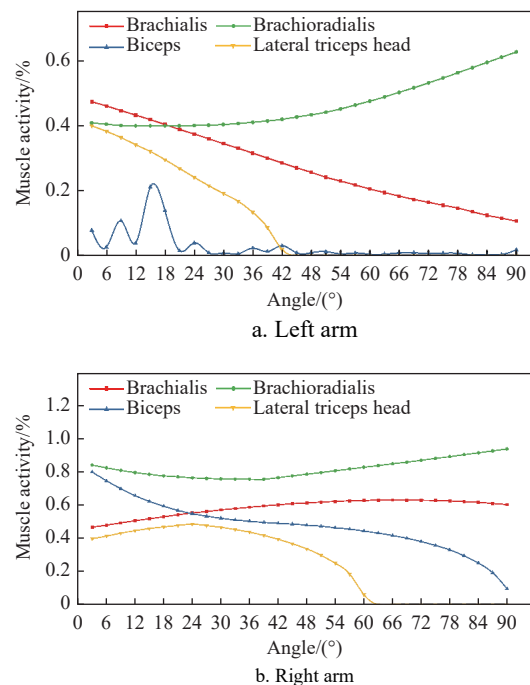 Brachialis Brachioradialis
Biceps Lateral triceps head
Muscle activity/%
0.6
0.4
0.2
0
0 6 12 18 24 30 36 42 48 54 60 66 72 78 84 90
Angle/(°)
a. Left arm
Brachialis Brachioradialis
Biceps Lateral triceps head
Muscle activity/%
1.2
1.0
0.8
0.6
0.4
0.2
0
0 6 12 18 24 30 36 42 48 54 60 66 72 78 84 90
Angle/(°)
b. Right arm